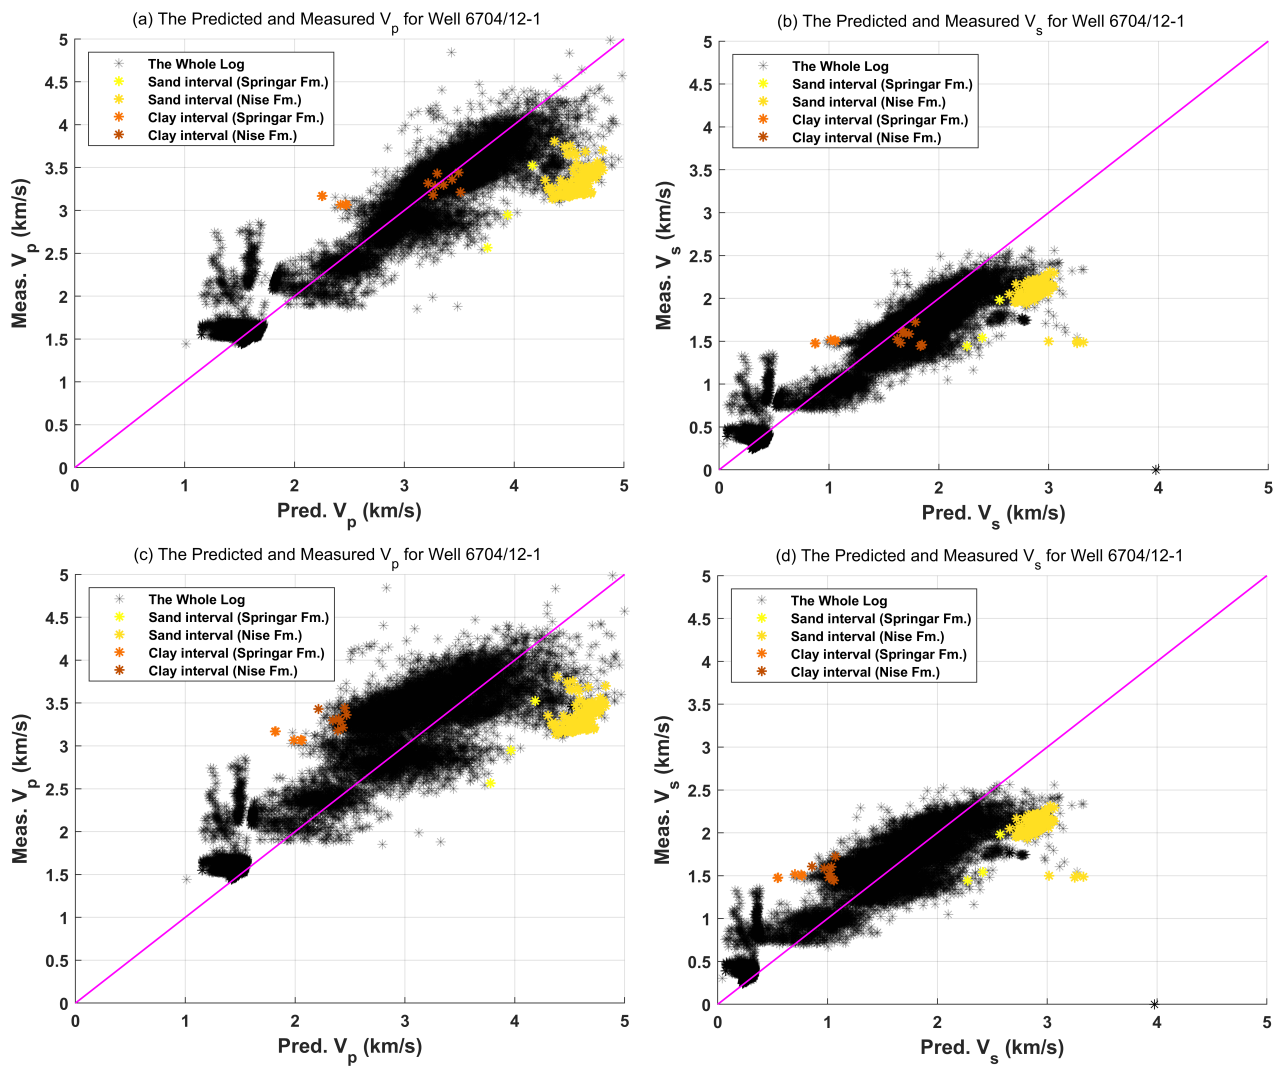 (a) The Predicted and Measured Vp for Well 6704/12-1
5
4.5
4
3.5
3
2.5
2
1.5
1
0.5
0
Meas. Vp (km/s)
The Whole Log
Sand interval (Springar Fm.)
Sand interval (Nise Fm.)
Clay interval (Springar Fm.)
Clay interval (Nise Fm.)
0 1 2 3 4 5
Pred. Vp (km/s)
(b) The Predicted and Measured Vs for Well 6704/12-1
5
4.5
4
3.5
3
2.5
2
1.5
1
0.5
0
Meas. Vs (km/s)
The Whole Log
Sand interval (Springar Fm.)
Sand interval (Nise Fm.)
Clay interval (Springar Fm.)
Clay interval (Nise Fm.)
0 1 2 3 4 5
Pred. Vs (km/s)
(c) The Predicted and Measured Vp for Well 6704/12-1
5
4.5
4
3.5
3
2.5
2
1.5
1
0.5
0
Meas. Vp (km/s)
The Whole Log
Sand interval (Springar Fm.)
Sand interval (Nise Fm.)
Clay interval (Springar Fm.)
Clay interval (Nise Fm.)
0 1 2 3 4 5
Pred. Vp (km/s)
(d) The Predicted and Measured Vs for Well 6704/12-1
5
4.5
4
3.5
3
2.5
2
1.5
1
0.5
0
Meas. Vs (km/s)
The Whole Log
Sand interval (Springar Fm.)
Sand interval (Nise Fm.)
Clay interval (Springar Fm.)
Clay interval (Nise Fm.)
0 1 2 3 4 5
Pred. Vs (km/s)